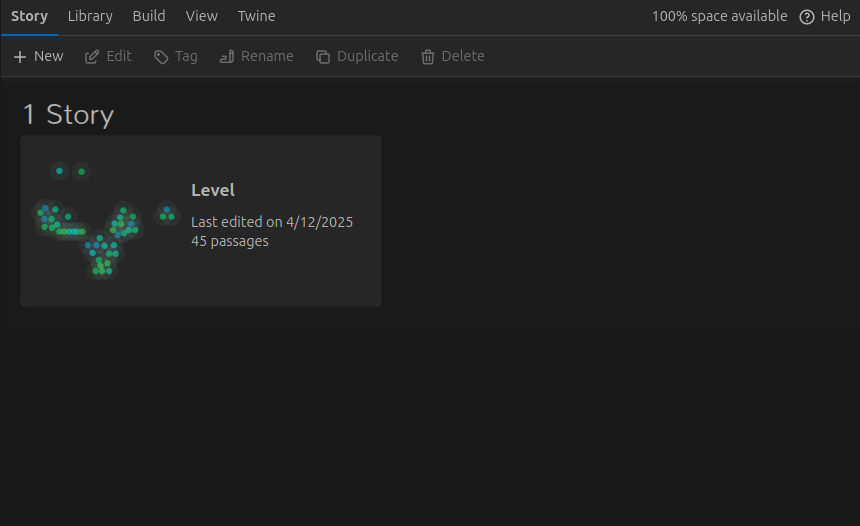 Story Library Build View Twine 100% space available Help
New Edit Tag Rename Duplicate Delete
1 Story
Level
Last edited on 4/12/2025
45 passages